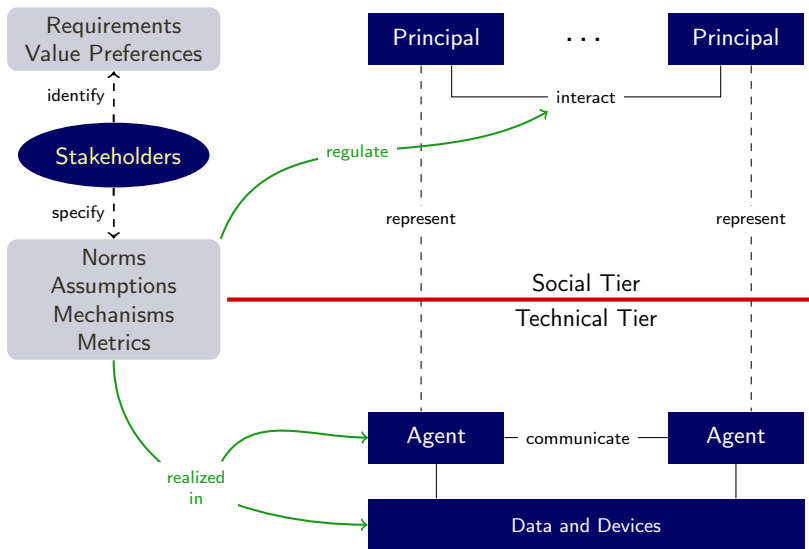 Requirements
Value Preferences
identify
Stakeholders
specify
Norms
Assumptions
Mechanisms
Metrics
Principal
. . .
Principal
interact
regulate
represent
represent
Social Tier
Technical Tier
Agent
communicate
Agent
realized
in
Data and Devices